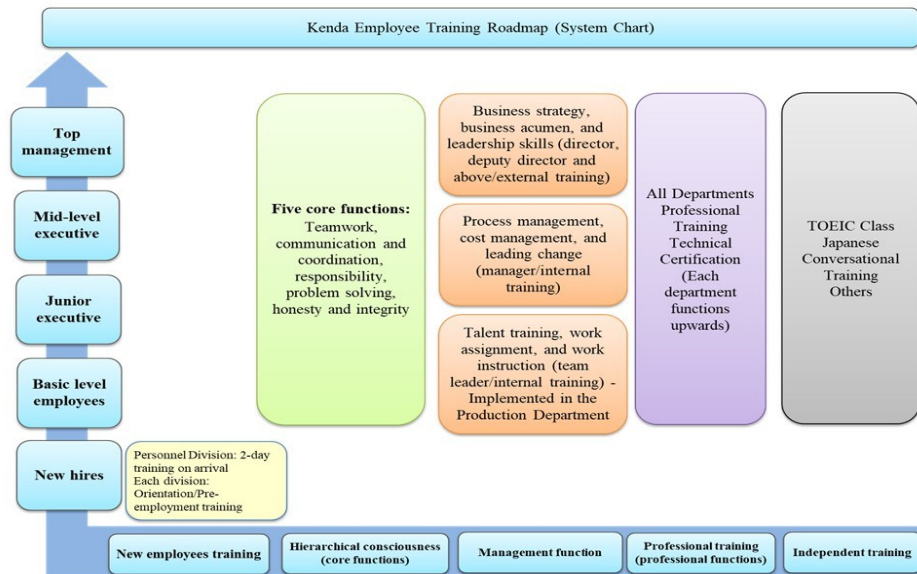 Kenda Employee Training Roadmap (System Chart)
Top
management
Mid-level
executive
Junior
executive
Basic level
employees
New hires
Personnel Division: 2-day
training on arrival
Each division:
Orientation/Pre-
employment training
Five core functions:
Teamwork,
communication and
coordination,
responsibility,
problem solving,
honesty and integrity
Business strategy,
business acumen, and
leadership skills (director,
deputy director and
above/external training)
Process management,
cost management, and
leading change
(manager/internal
training)
Talent training, work
assignment, and work
instruction (team
leader/internal training) -
Implemented in the
Production Department
All Departments
Professional
Training
Technical
Certification
(Each
department
functions
upwards)
TOEIC Class
Japanese
Conversational
Training
Others
New employees training
Hierarchical consciousness
(core functions)
Management function
Professional training
(professional functions)
Independent training